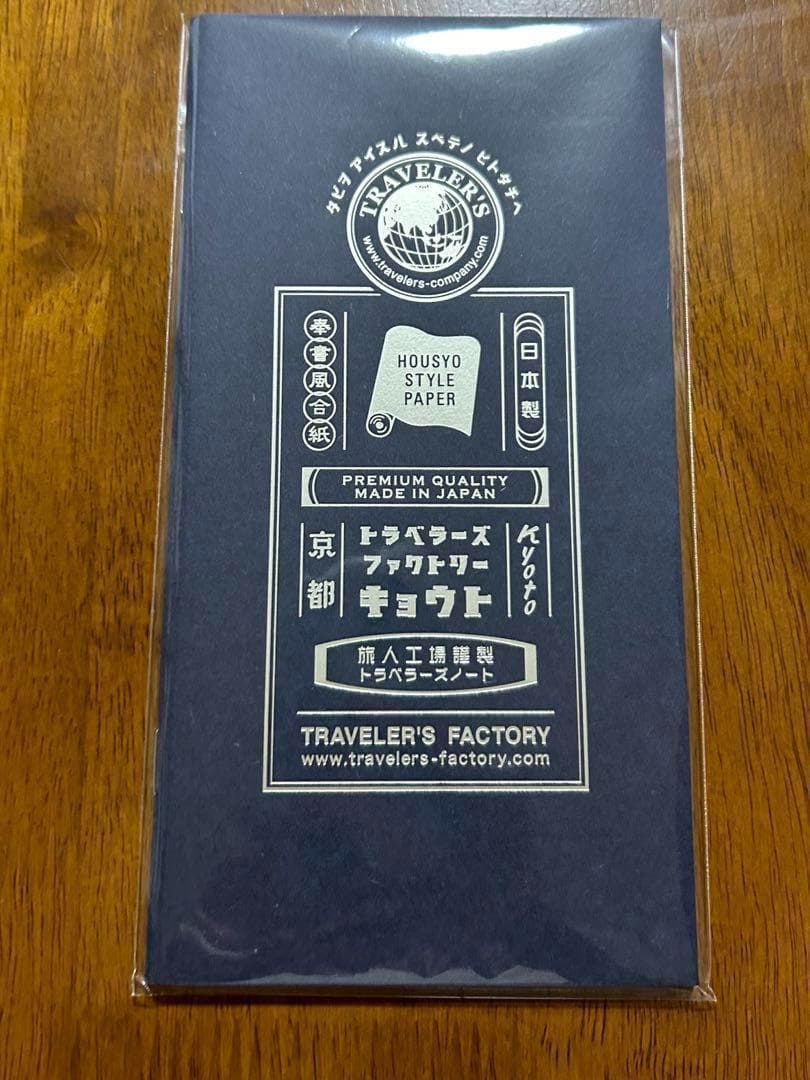 タビヲ アイスル スベテノ ヒトタチヘ
TRAVELER'S
www.travelers-company.com
奉書風合紙
HOUSYO
STYLE
PAPER
日本製
PREMIUM QUALITY
MADE IN JAPAN
京都
トラベラーズ
ファクトリー
キョウト
Kyoto
旅人工場謹製
トラベラーズノート
TRAVELER'S FACTORY
www.travelers-factory.com